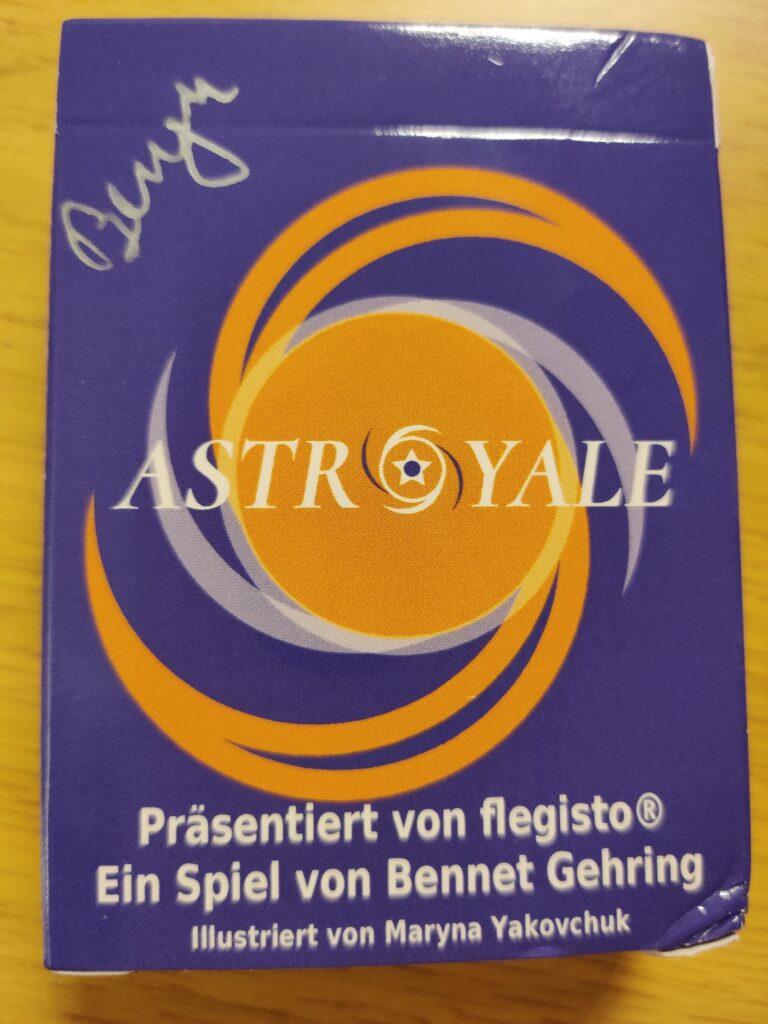 ASTROYALE
Präsentiert von flegisto®
Ein Spiel von Bennet Gehring
Illustriert von Maryna Yakovchuk